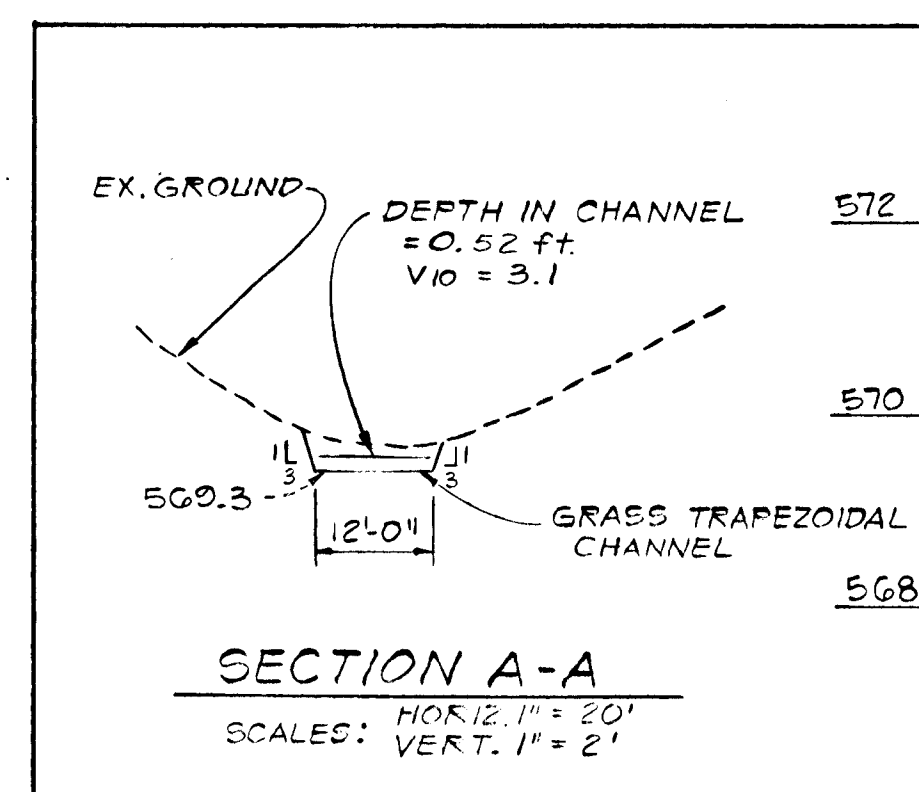 EX. GROUND
DEPTH IN CHANNEL
= 0.52 ft.
V10 = 3.1
572
570
1
3
1
3
569.3
12'-0"
GRASS TRAPEZOIDAL
CHANNEL
568
SECTION A-A
SCALES: HORIZ. 1" = 20'
VERT. 1" = 2'